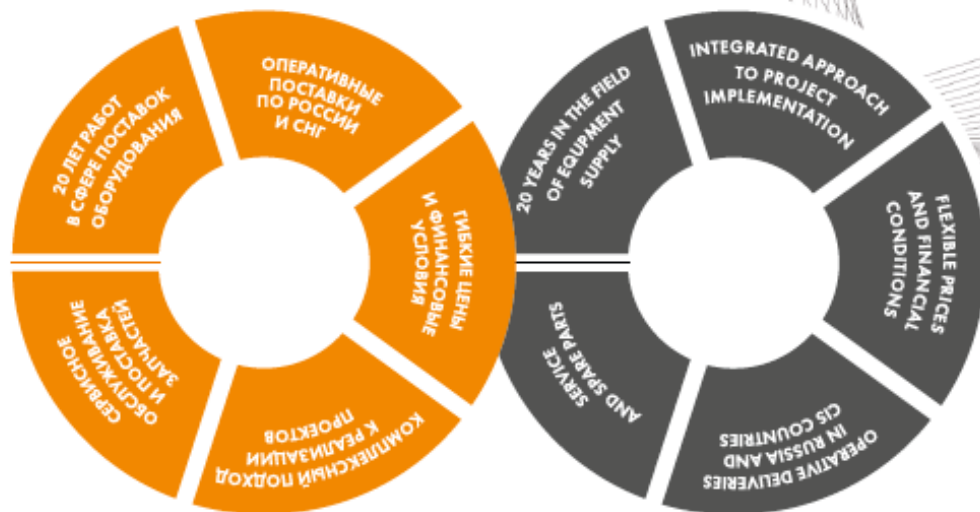 20 ЛЕТ РАБОТ
В СФЕРЕ ПОСТАВОК
ОБОРУДОВАНИЯ
ОПЕРАТИВНЫЕ
ПОСТАВКИ
ПО РОССИИ
И СНГ
ГИБКИЕ ЦЕНЫ
И ФИНАНСОВЫЕ
УСЛОВИЯ
КОМПЛЕКСНЫЙ ПОДХОД
К РЕАЛИЗАЦИИ
ПРОЕКТОВ
СЕРВИСНОЕ
ОБСЛУЖИВАНИЕ
И ПОСТАВКА
ЗАПЧАСТЕЙ
20 YEARS IN THE FIELD
OF EQUPMENT
SUPPLY
INTEGRATED APPROACH
TO PROJECT
IMPLEMENTATION
FLEXIBLE PRICES
AND FINANCIAL
CONDITIONS
OPERATIVE DELIVERIES
IN RUSSIA AND
CIS COUNTRIES
SERVICE
AND SPARE PARTS